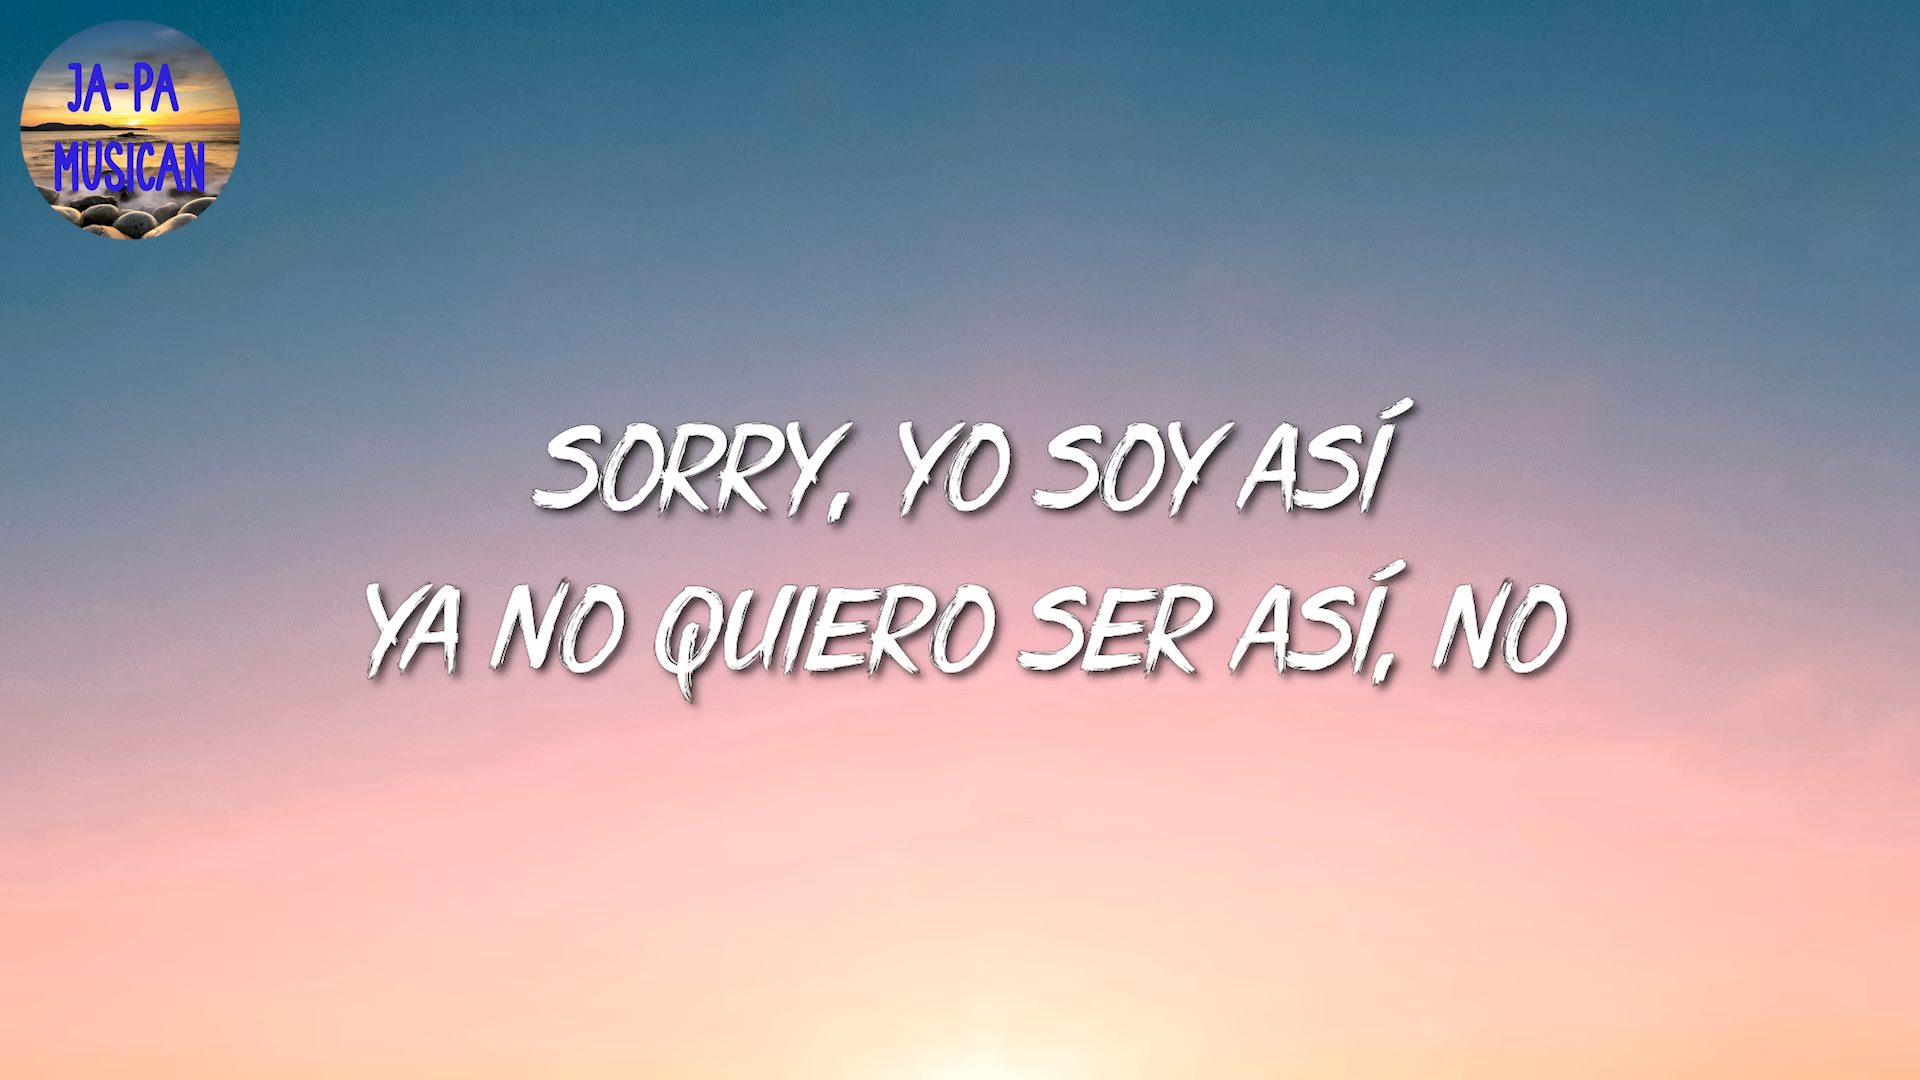 JA-PA
MUSICAN
SORRY, YO SOY ASÍ
YA NO QUIERO SER ASÍ, NO